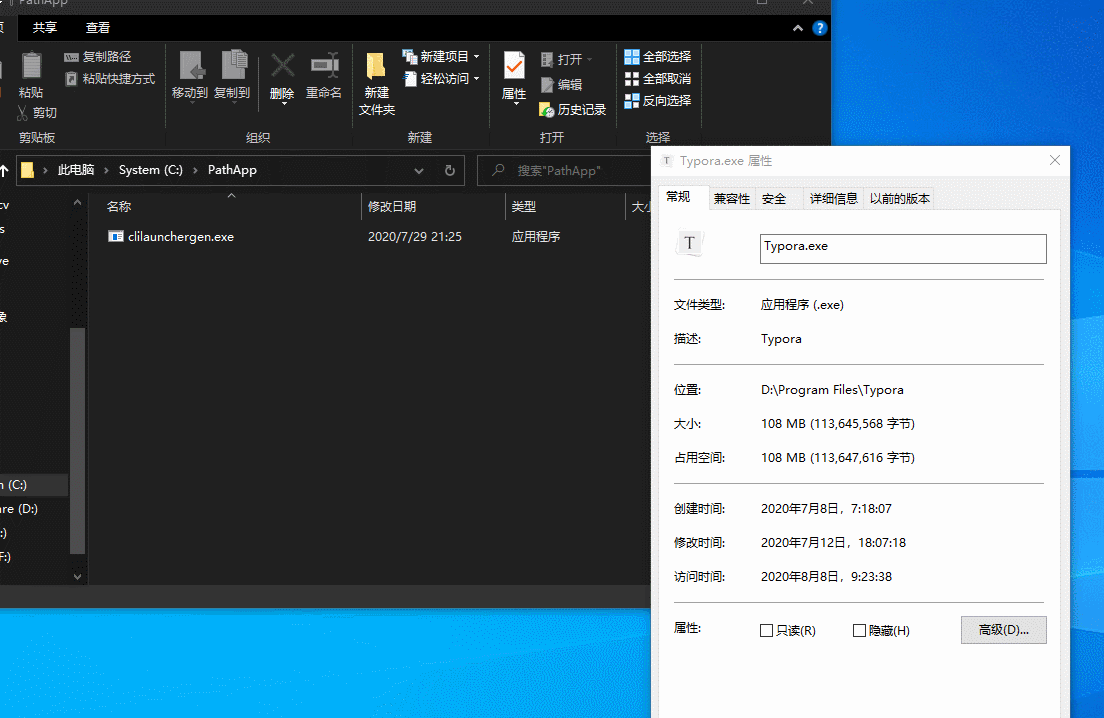 PathApp
共享 查看
粘贴
复制路径
粘贴快捷方式
剪切
剪贴板
移动到 复制到 删除 重命名
组织
新建
文件夹
新建项目
轻松访问
新建
属性
打开
编辑
历史记录
打开
全部选择
全部取消
反向选择
选择
此电脑 › System (C:) › PathApp
搜索"PathApp"
名称 修改日期 类型
clilaunchergen.exe 2020/7/29 21:25 应用程序
(C:)
re (D:)
Typora.exe 属性
常规 兼容性 安全 详细信息 以前的版本
T
Typora.exe
文件类型: 应用程序 (.exe)
描述: Typora
位置: D:\Program Files\Typora
大小: 108 MB (113,645,568 字节)
占用空间: 108 MB (113,647,616 字节)
创建时间: 2020年7月8日，7:18:07
修改时间: 2020年7月12日，18:07:18
访问时间: 2020年8月8日，9:23:38
属性: 只读(R) 隐藏(H) 高级(D)...